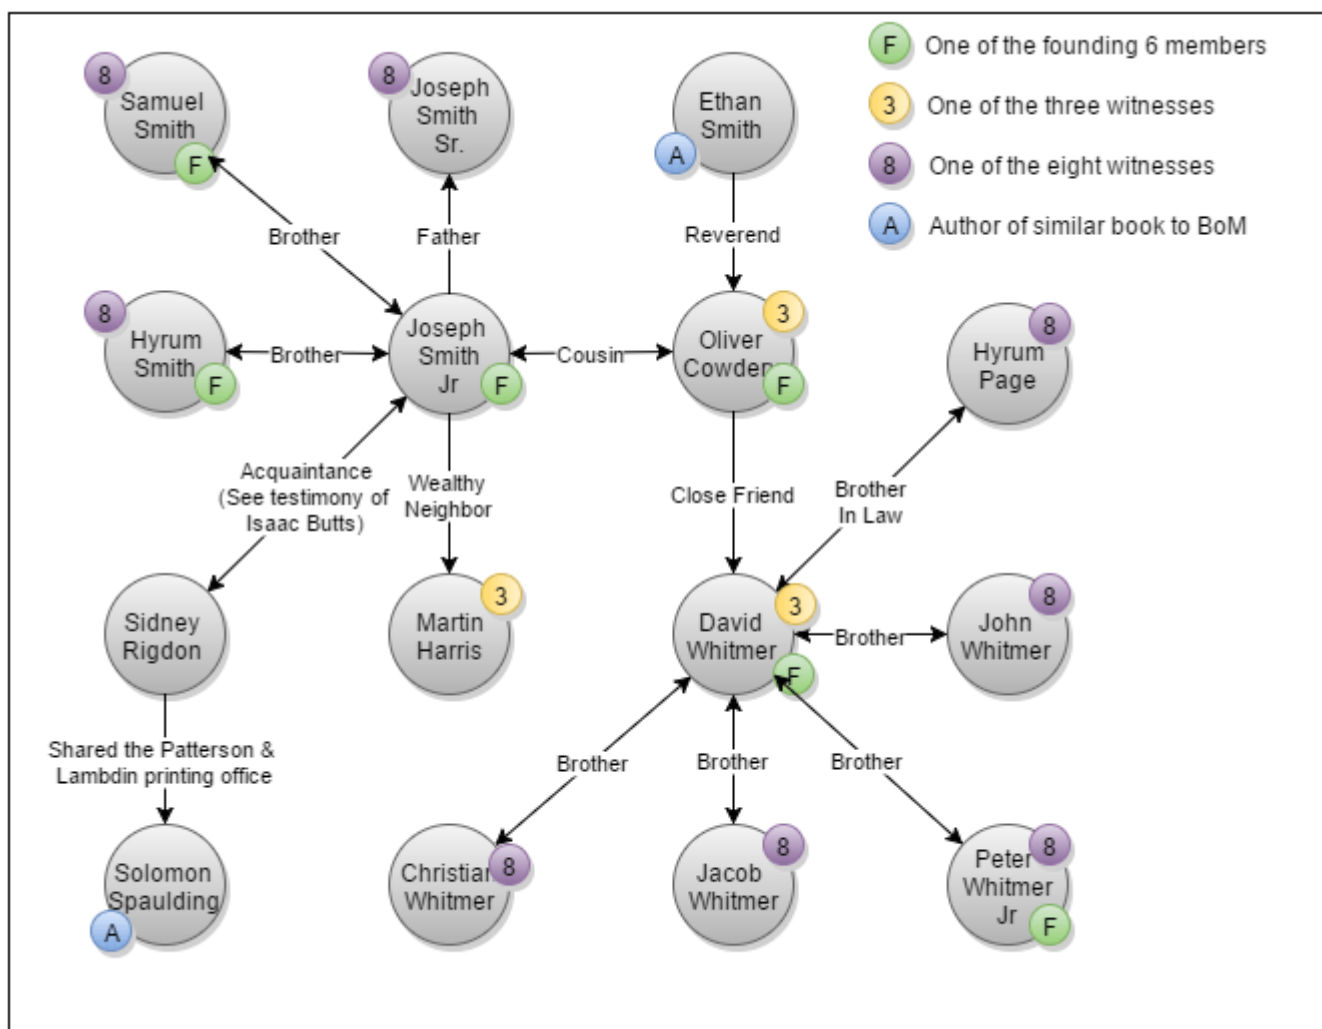 8
Samuel
Smith
F
8
Joseph
Smith
Sr.
Ethan
Smith
A
F One of the founding 6 members
3 One of the three witnesses
8 One of the eight witnesses
A Author of similar book to BoM
Brother
Father
Reverend
8
Hyrum
Smith
F
Brother
Joseph
Smith
Jr
F
Cousin
3
Oliver
Cowden
F
8
Hyrum
Page
Acquaintance
(See testimony of
Isaac Butts)
Wealthy
Neighbor
Close Friend
Brother
In Law
Sidney
Rigdon
3
Martin
Harris
3
David
Whitmer
F
Brother
8
John
Whitmer
Shared the Patterson &
Lambdin printing office
Brother
Brother
Brother
Solomon
Spaulding
A
Christian
Whitmer
8
8
Jacob
Whitmer
8
Peter
Whitmer
Jr
F